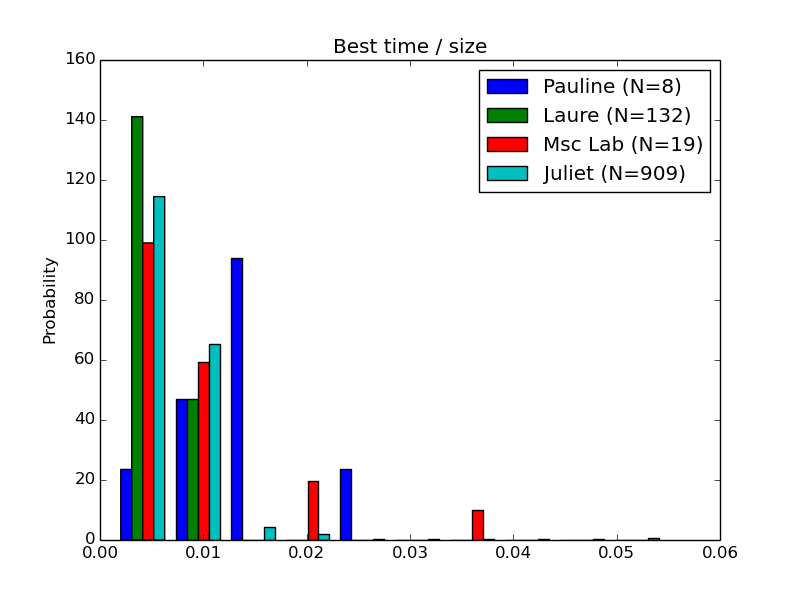 Best time / size
160
140
120
100
80
60
40
20
0
Probability
Pauline (N=8)
Laure (N=132)
Msc Lab (N=19)
Juliet (N=909)
0.00 0.01 0.02 0.03 0.04 0.05 0.06